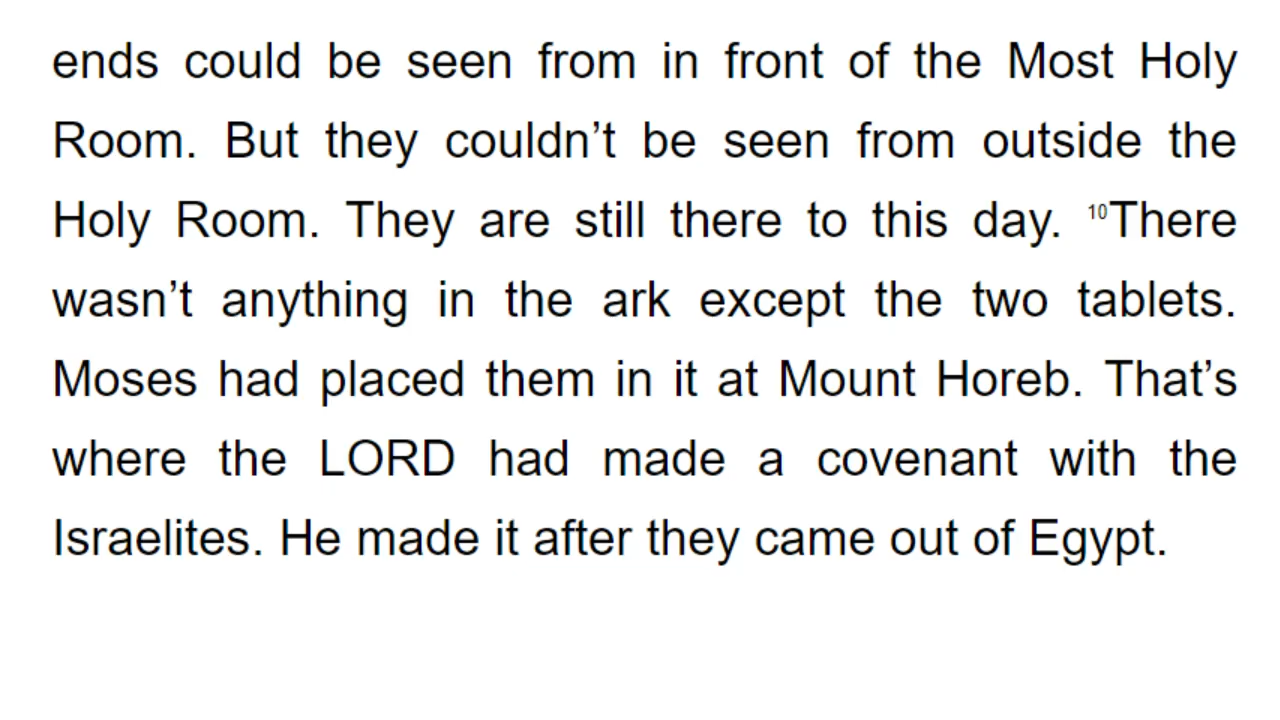 ends could be seen from in front of the Most Holy
Room. But they couldn’t be seen from outside the
Holy Room. They are still there to this day. ¹⁰There
wasn’t anything in the ark except the two tablets.
Moses had placed them in it at Mount Horeb. That’s
where the LORD had made a covenant with the
Israelites. He made it after they came out of Egypt.